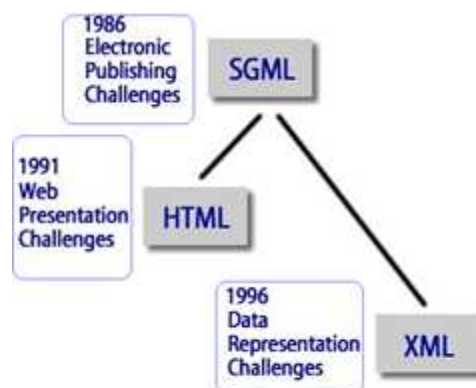 1986
Electronic
Publishing
Challenges
SGML
1991
Web
Presentation
Challenges
HTML
1996
Data
Representation
Challenges
XML